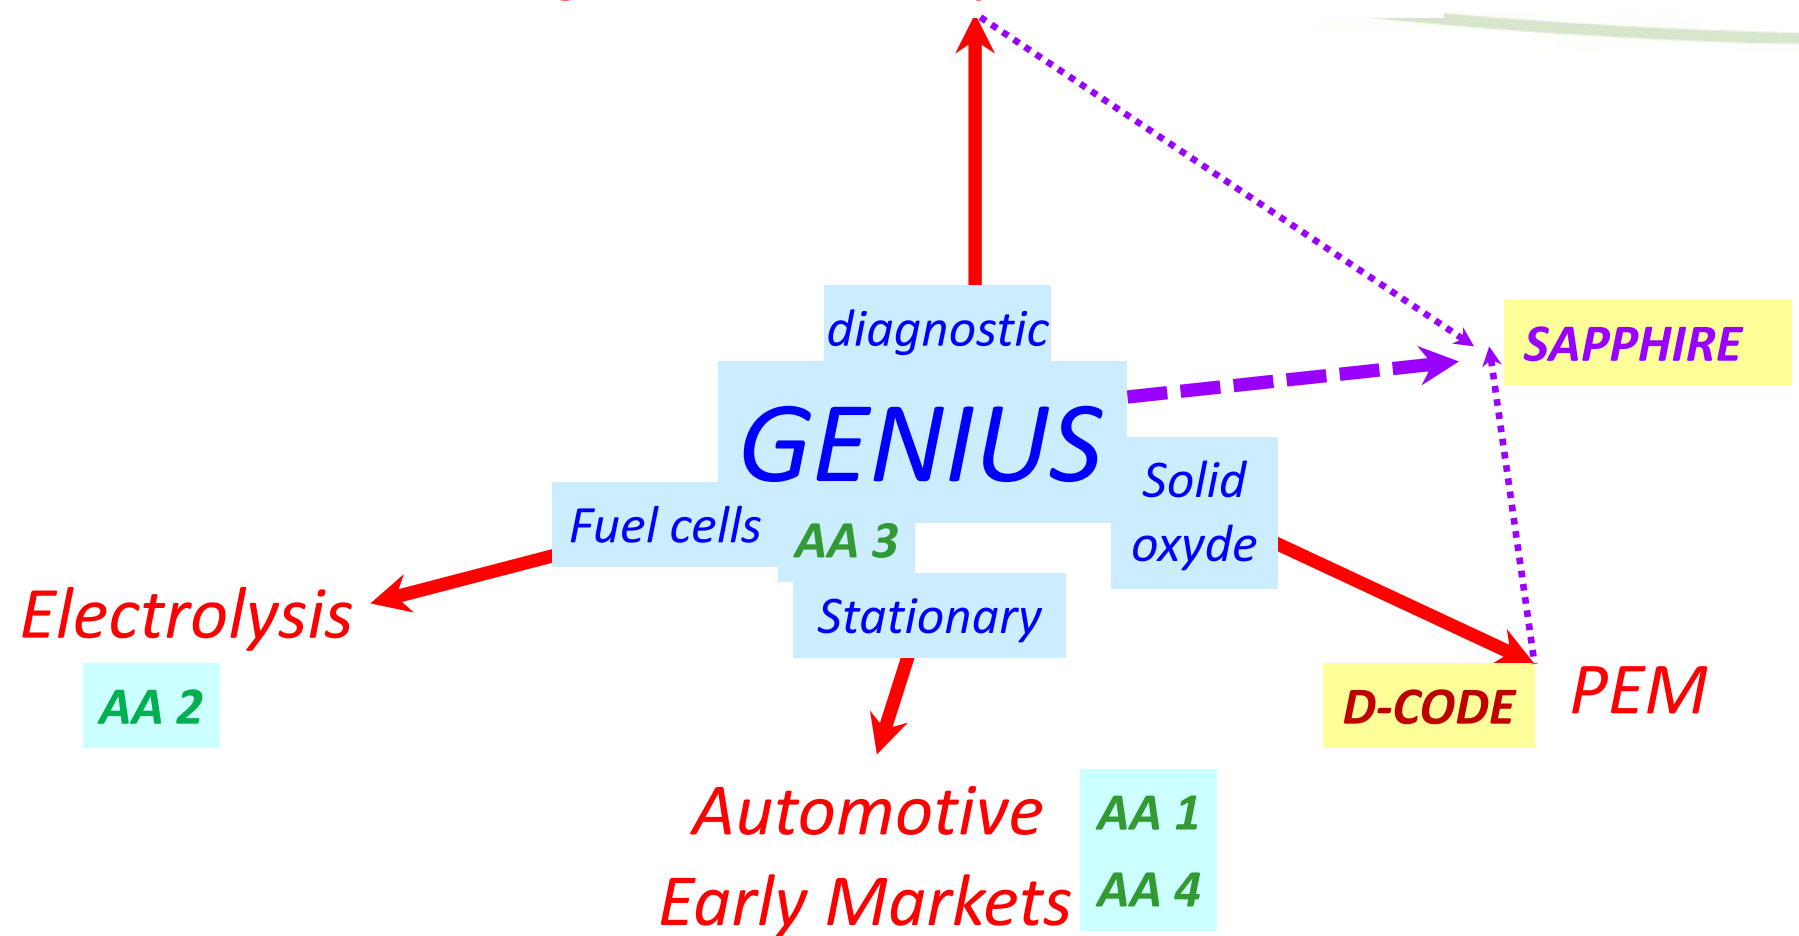 diagnostic
SAPPHIRE
GENIUS
Solid
oxyde
Fuel cells
AA 3
Stationary
Electrolysis
AA 2
D-CODE
PEM
Automotive
AA 1
Early Markets
AA 4